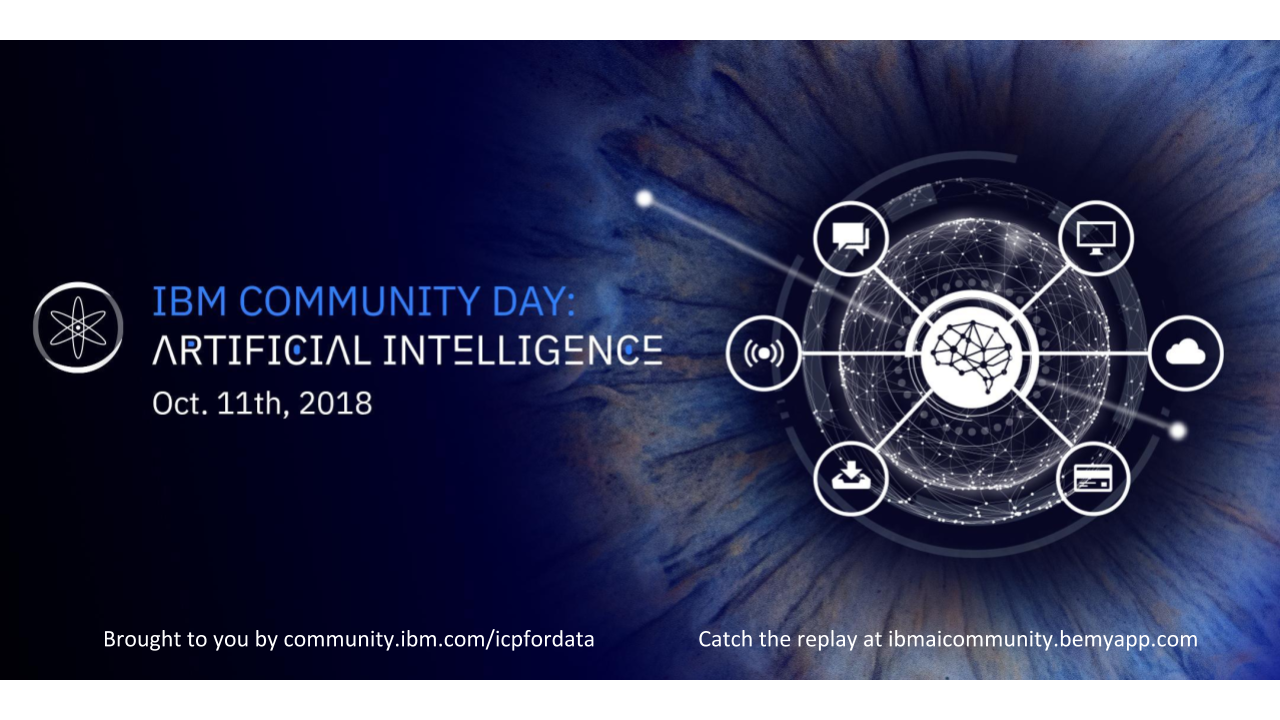 IBM COMMUNITY DAY:
ARTIFICIAL INTELLIGENCE
Oct. 11th, 2018
Brought to you by community.ibm.com/icpfordata
Catch the replay at ibmaicommunity.bemyapp.com